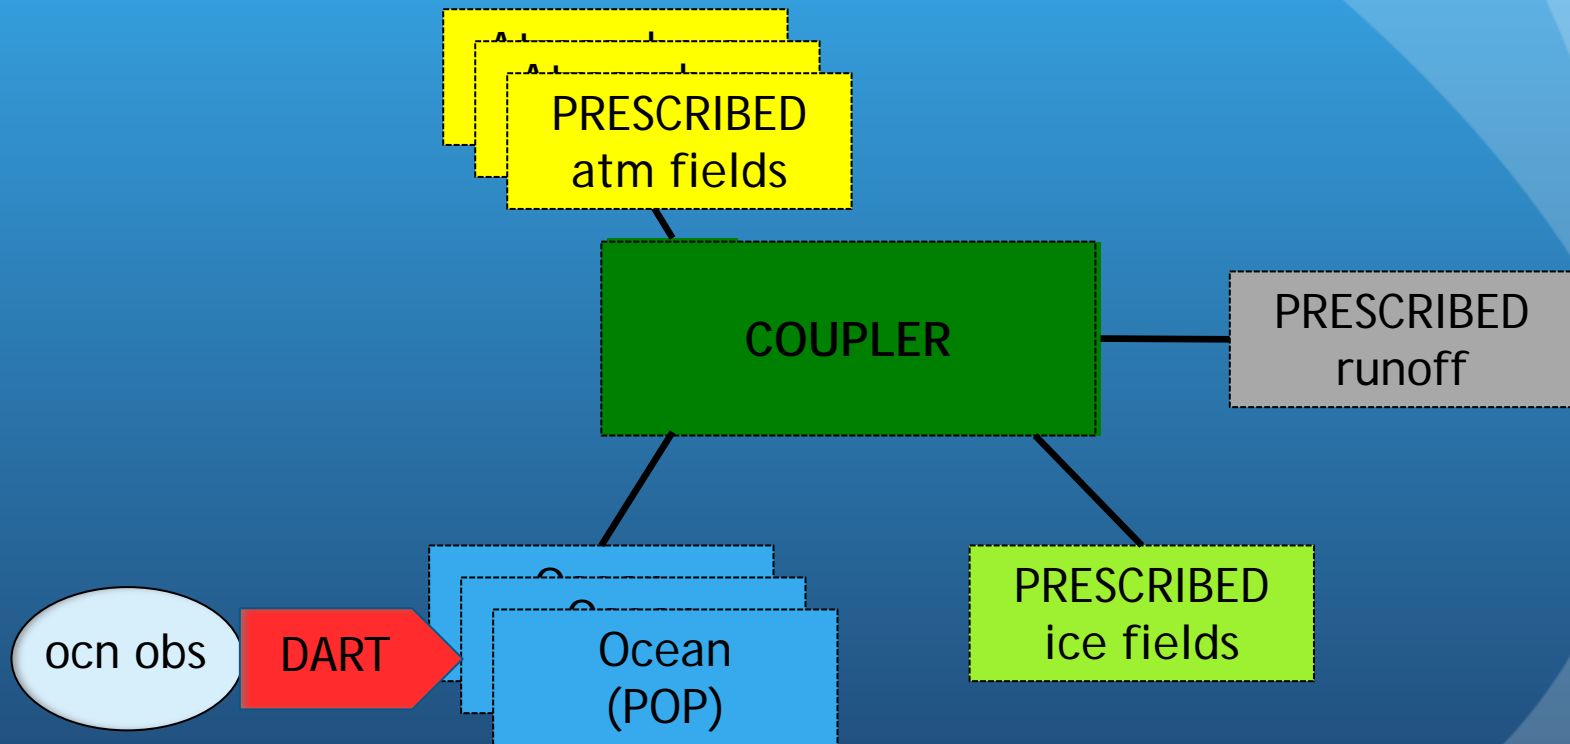 PRESCRIBED
atm fields
COUPLER
PRESCRIBED
runoff
PRESCRIBED
ice fields
ocn obs
DART
Ocean
(POP)